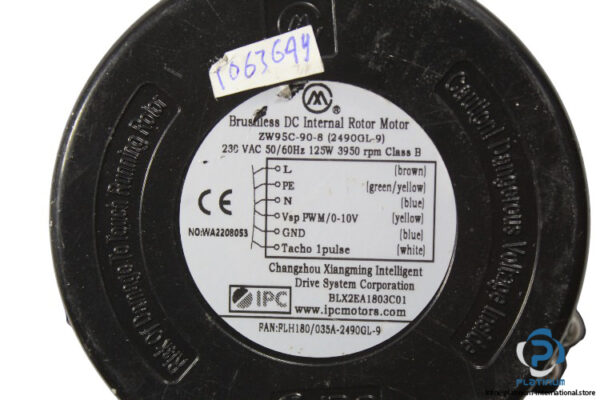 T063649
Brushless DC Internal Rotor Motor
ZW95C-90-8 (2490GL-9)
230 VAC 50/60Hz 125W 3950 rpm Class B
L (brown)
PE (green/yellow)
N (blue)
Vsp PWM/0-10V (yellow)
GND (blue)
Tacho 1pulse (white)
CE
NO:WA2208053
Changzhou Xiangming Intelligent
Drive System Corporation
BLX2EA1803C01
IPC
www.ipcmotors.com
FAN:PLH180/035A-2490GL-9
Risk Of Damage To Touch Running Rotor
Caution! Dangerous Voltage Inside
PLATINUM